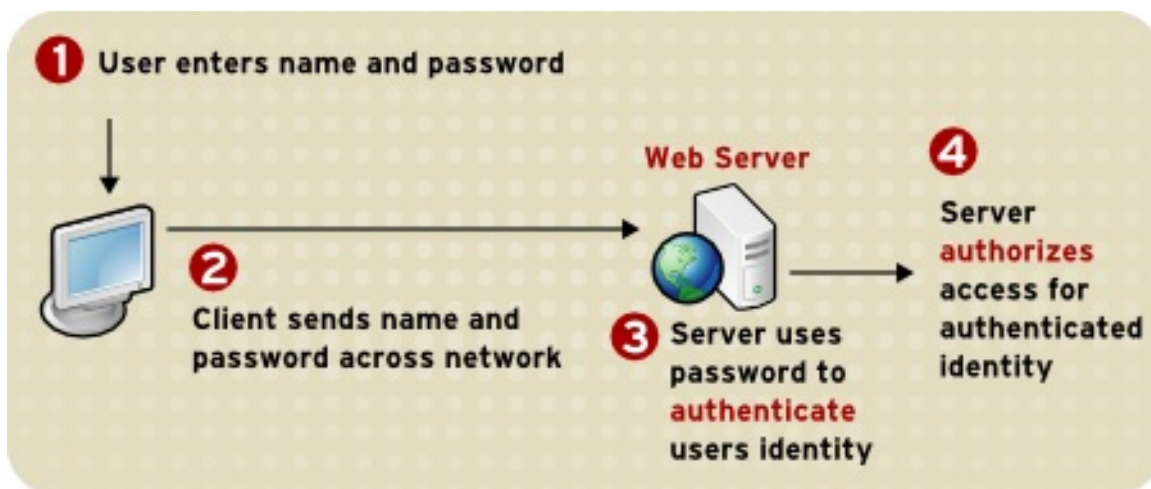 1 User enters name and password
Web Server
2
Client sends name and
password across network
3 Server uses
password to
authenticate
users identity
4
Server
authorizes
access for
authenticated
identity